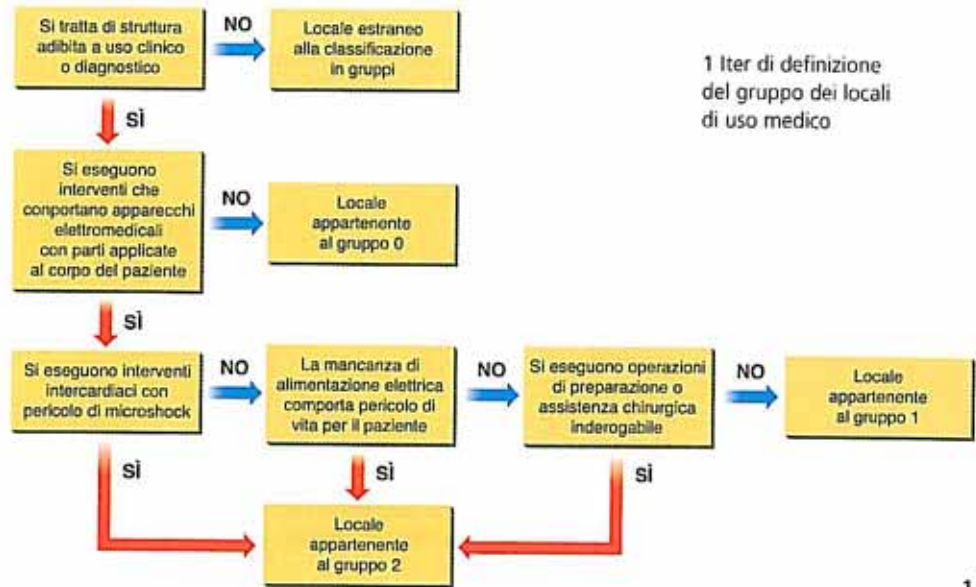 Si tratta di struttura
adibita a uso clinico
o diagnostico
NO
Locale estraneo
alla classificazione
in gruppi
1 Iter di definizione
del gruppo dei locali
di uso medico
SÌ
Si eseguono
interventi che
conportano apparecchi
elettromedicali
con parti applicate
al corpo del paziente
NO
Locale
appartenente
al gruppo 0
SÌ
Si eseguono interventi
intercardiaci con
pericolo di microshock
NO
La mancanza di
alimentazione elettrica
comporta pericolo di
vita per il paziente
NO
Si eseguono operazioni
di preparazione o
assistenza chirurgica
inderogabile
NO
Locale
appartenente
al gruppo 1
SÌ
SÌ
SÌ
Locale
appartenente
al gruppo 2
1